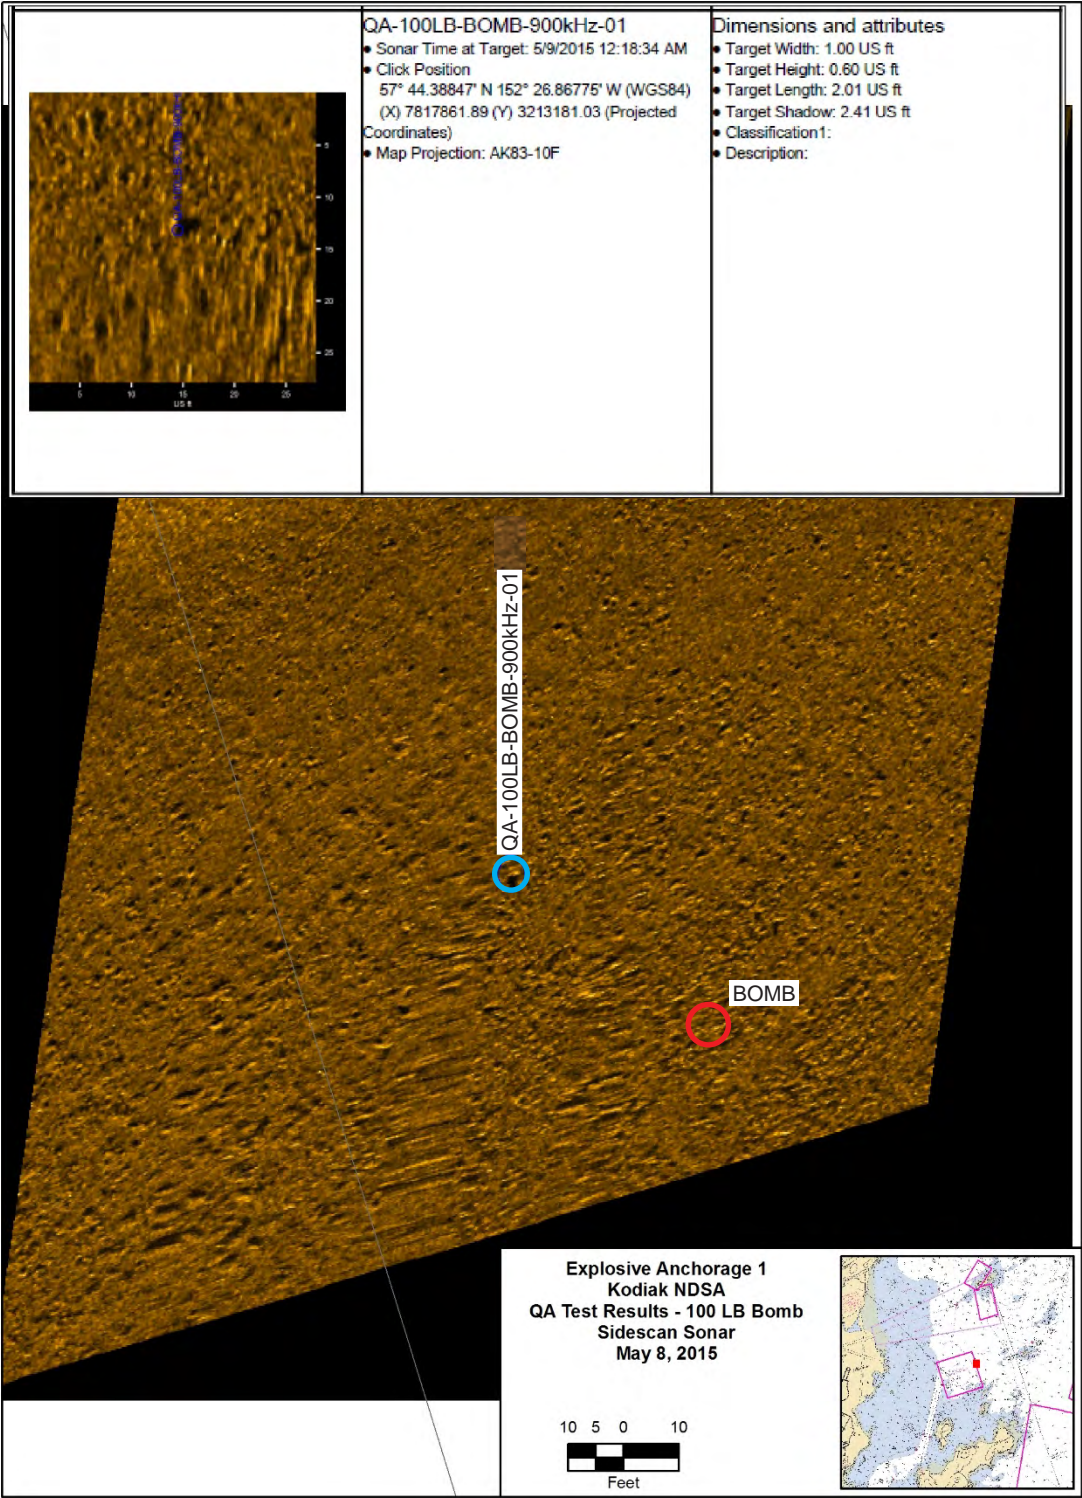 QA-100LB-BOMB-900kHz-01
● Sonar Time at Target: 5/9/2015 12:18:34 AM
● Click Position
57° 44.38847' N 152° 26.86775' W (WGS84)
(X) 7817861.89 (Y) 3213181.03 (Projected
Coordinates)
● Map Projection: AK83-10F
Dimensions and attributes
● Target Width: 1.00 US ft
● Target Height: 0.60 US ft
● Target Length: 2.01 US ft
● Target Shadow: 2.41 US ft
● Classification1:
● Description:
5
10
15
20
25
5 10 15 20 25
US ft
QA-100LB-BOMB-900kHz-01
BOMB
Explosive Anchorage 1
Kodiak NDSA
QA Test Results - 100 LB Bomb
Sidescan Sonar
May 8, 2015
10 5 0 10
Feet